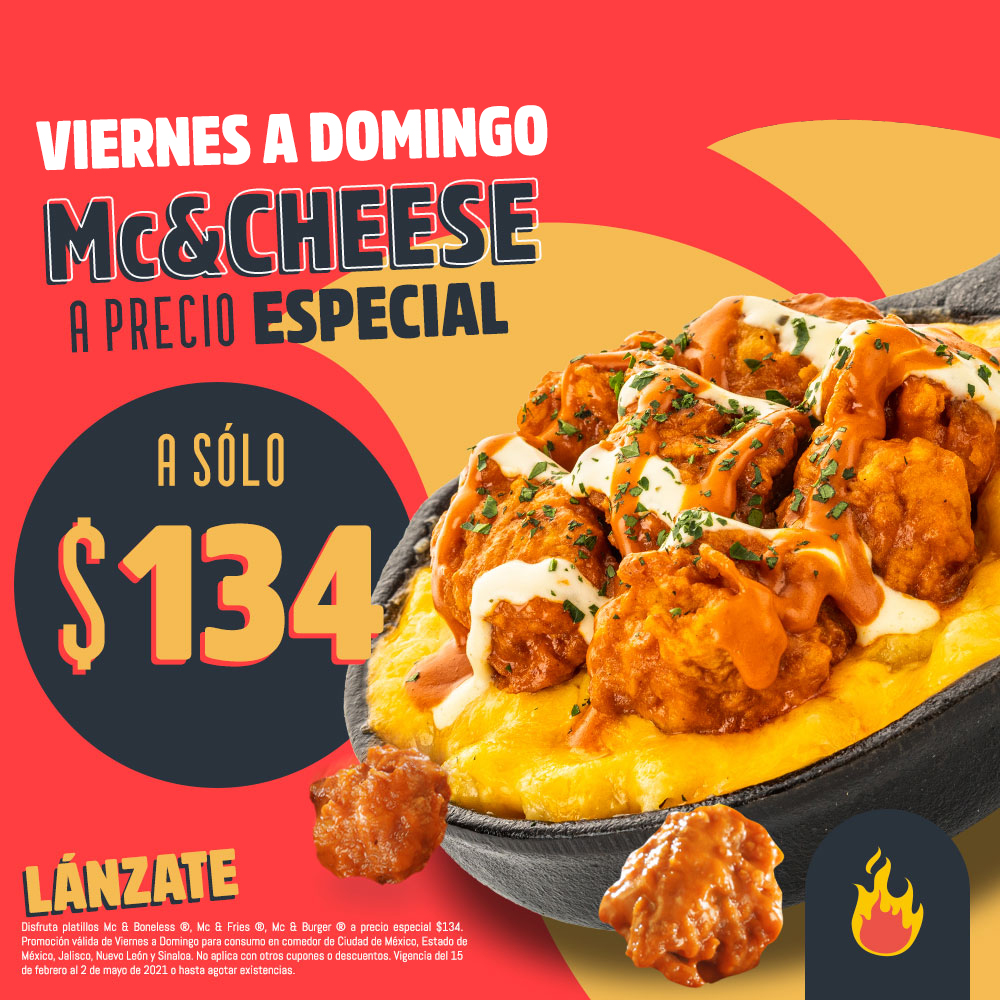 VIERNES A DOMINGO
Mc&CHEESE
A PRECIO ESPECIAL
A SÓLO
$134
LÁNZATE
Disfruta platillos Mc & Boneless ®, Mc & Fries ®, Mc & Burger ® a precio especial $134.
Promoción válida de Viernes a Domingo para consumo en comedor de Ciudad de México, Estado de
México, Jalisco, Nuevo León y Sinaloa. No aplica con otros cupones o descuentos. Vigencia del 15
de febrero al 2 de mayo de 2021 o hasta agotar existencias.